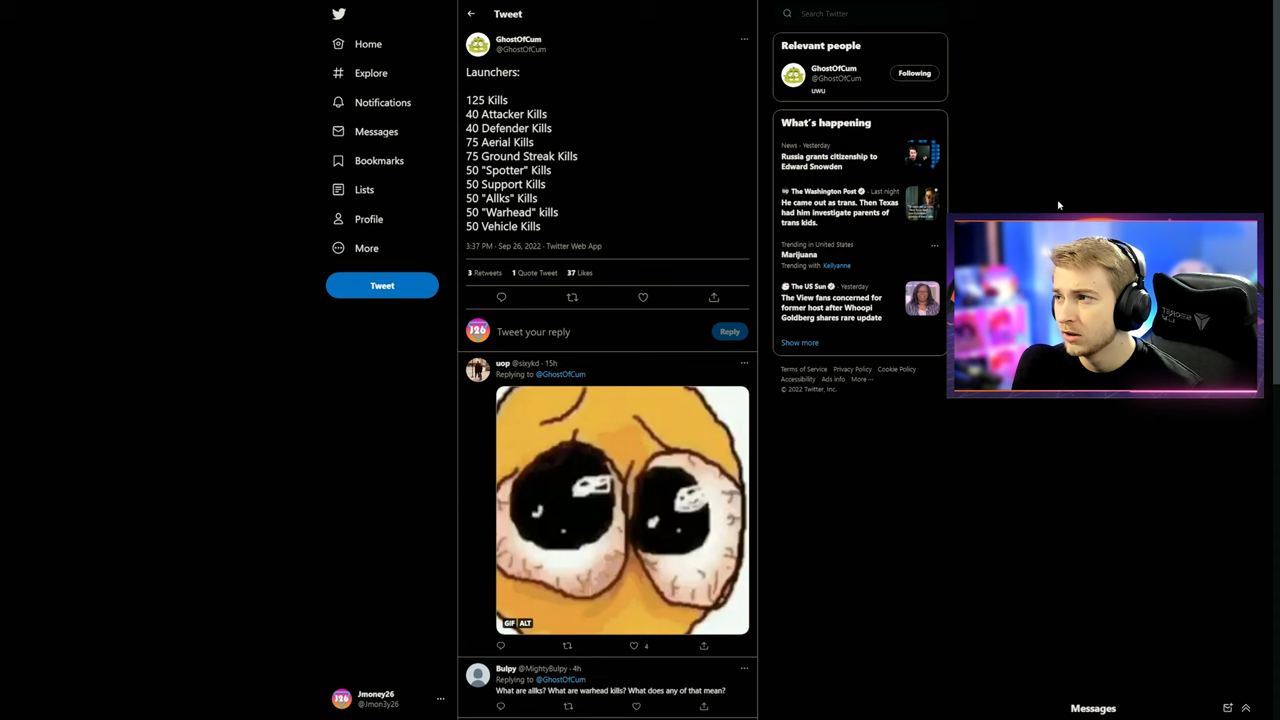 Home
Explore
Notifications
Messages
Bookmarks
Lists
Profile
More
Tweet
Jmoney26
@Jmon3y26
Tweet
GhostOfCum
@GhostOfCum
Launchers:
125 Kills
40 Attacker Kills
40 Defender Kills
75 Aerial Kills
75 Ground Streak Kills
50 "Spotter" Kills
50 Support Kills
50 "Allks" Kills
50 "Warhead" kills
50 Vehicle Kills
3:37 PM · Sep 26, 2022 · Twitter Web App
3 Retweets 1 Quote Tweet 37 Likes
J26
Tweet your reply
Reply
uop @sixykd · 15h
Replying to @GhostOfCum
GIF ALT
4
Bulpy @MightyBulpy · 4h
Replying to @GhostOfCum
What are allks? What are warhead kills? What does any of that mean?
Search Twitter
Relevant people
GhostOfCum
@GhostOfCum
Following
uwu
What's happening
News · Yesterday
Russia grants citizenship to
Edward Snowden
The Washington Post · Last night
He came out as trans. Then Texas
had him investigate parents of
trans kids.
Trending in United States
Marijuana
Trending with Kellyanne
The US Sun · Yesterday
The View fans concerned for
former host after Whoopi
Goldberg shares rare update
Show more
Terms of Service Privacy Policy Cookie Policy
Accessibility Ads info More ···
© 2022 Twitter, Inc.
Messages